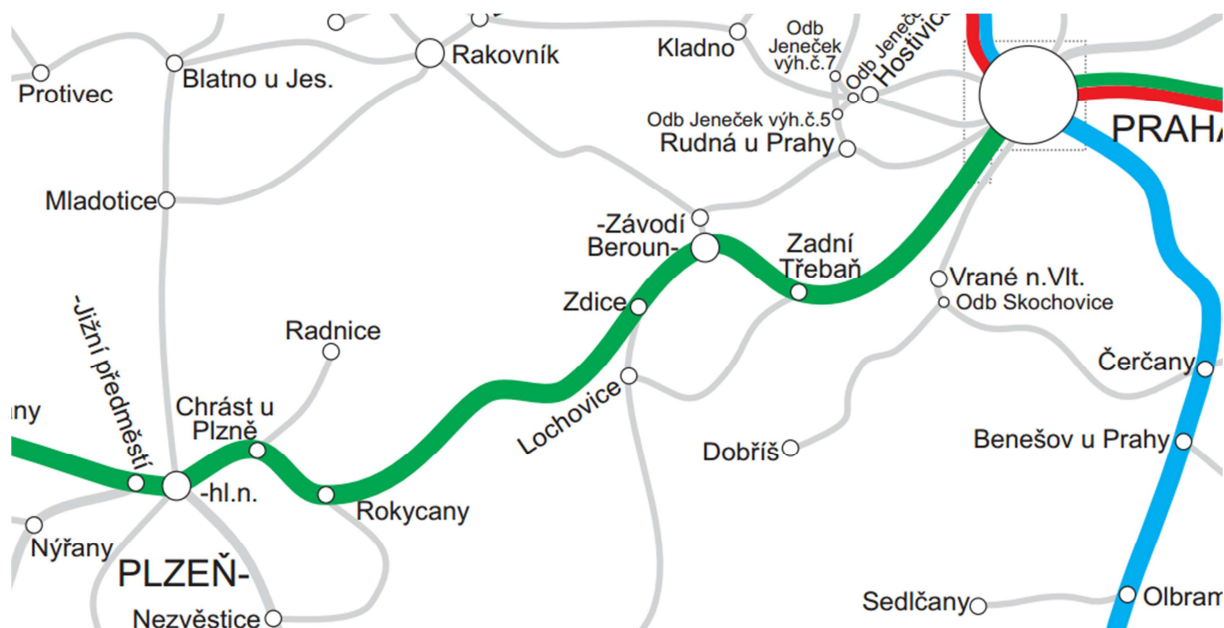 Protivec
Blatno u Jes.
Rakovník
Kladno
Odb
Jeneček
výh.č.7
Odb Jeneček
Hostivice
Odb Jeneček výh.č.5
Rudná u Prahy
PRAHA
Mladotice
-Závodí
Beroun-
Zadní
Třebaň
Vrané n.Vlt.
Odb Skochovice
Zdice
Radnice
-Jižní předměstí
Čerčany
Chrást u
Plzně
Lochovice
Dobříš
Benešov u Prahy
-hl.n.
Rokycany
Nýřany
PLZEŇ-
Nezvěstice
Sedlčany